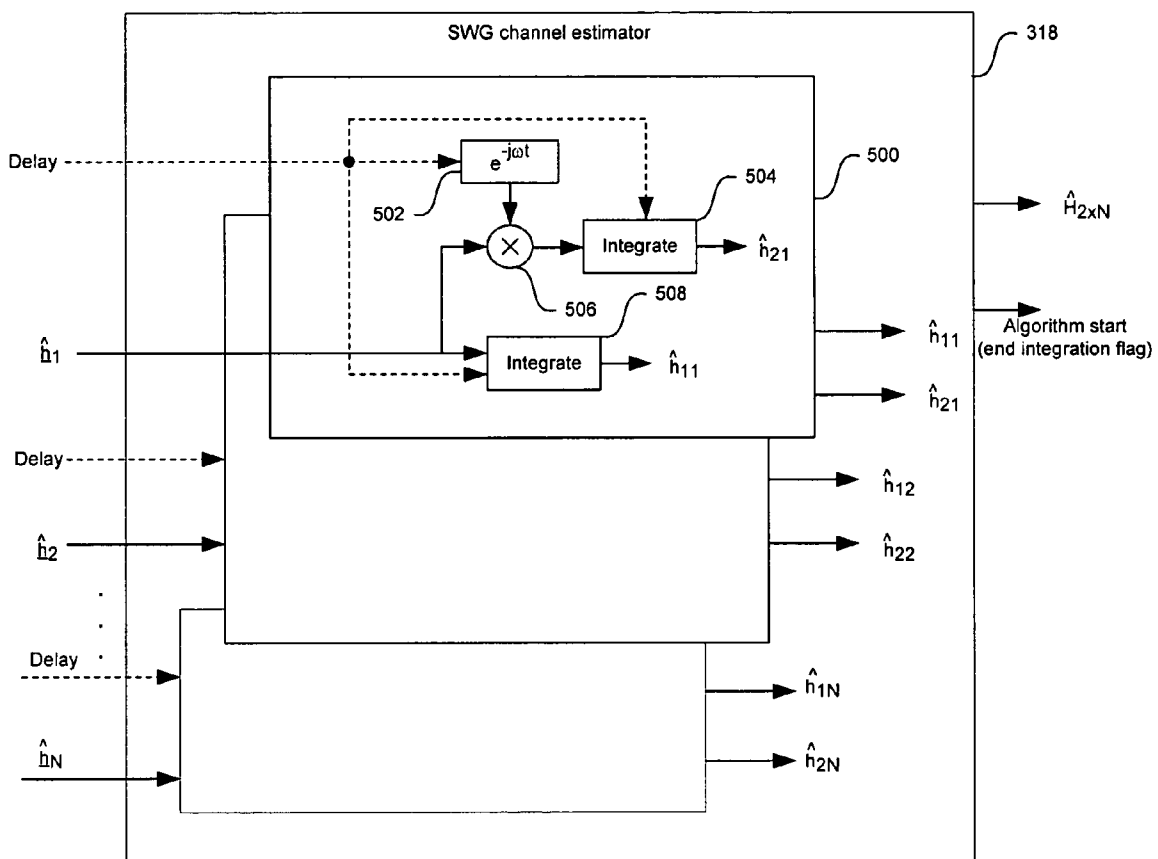 SWG channel estimator
318
Delay
e^-jωt
500
502
504
Integrate
ĥ21
Ĥ2xN
506
508
ĥ1
Integrate
ĥ11
ĥ11
Algorithm start
(end integration flag)
ĥ21
Delay
ĥ12
ĥ2
ĥ22
.
.
.
Delay
ĥ1N
ĥN
ĥ2N